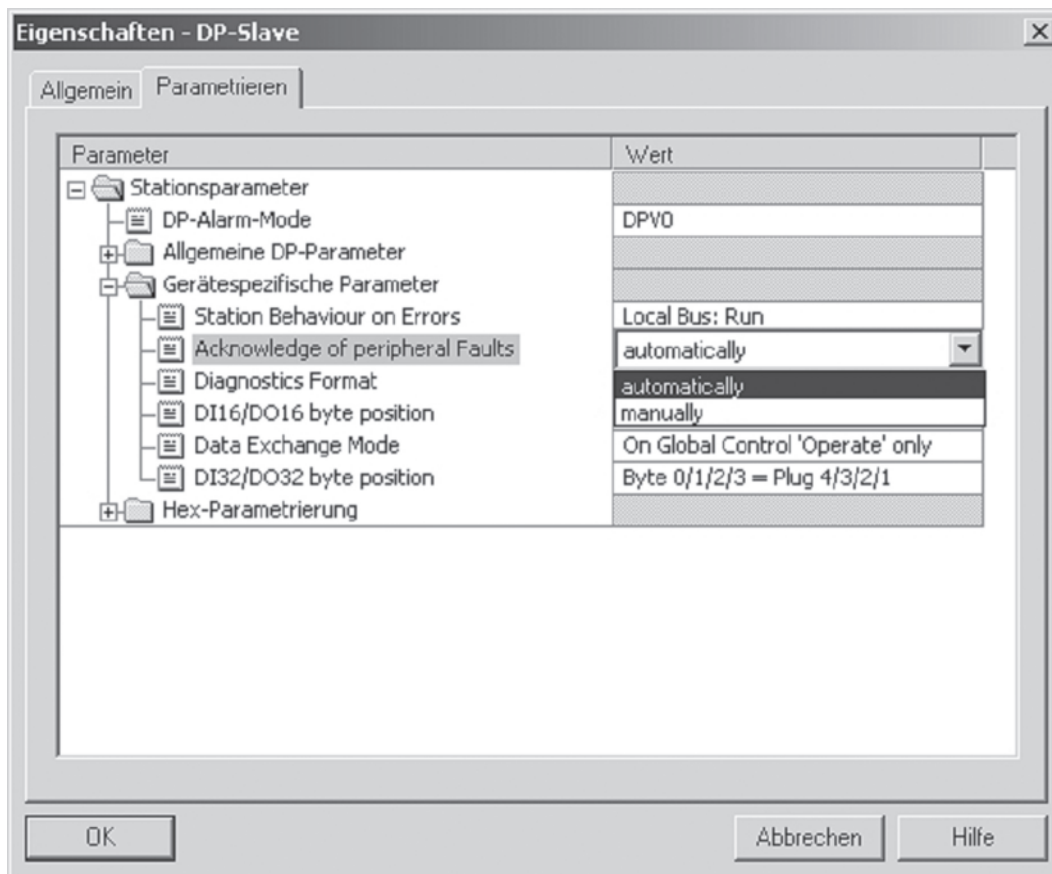 Eigenschaften - DP-Slave
Allgemein Parametrieren
Parameter Wert
Stationsparameter
DP-Alarm-Mode DPV0
Allgemeine DP-Parameter
Gerätespezifische Parameter
Station Behaviour on Errors Local Bus: Run
Acknowledge of peripheral Faults automatically
Diagnostics Format automatically
DI16/DO16 byte position manually
Data Exchange Mode On Global Control 'Operate' only
DI32/DO32 byte position Byte 0/1/2/3 = Plug 4/3/2/1
Hex-Parametrierung
OK Abbrechen Hilfe